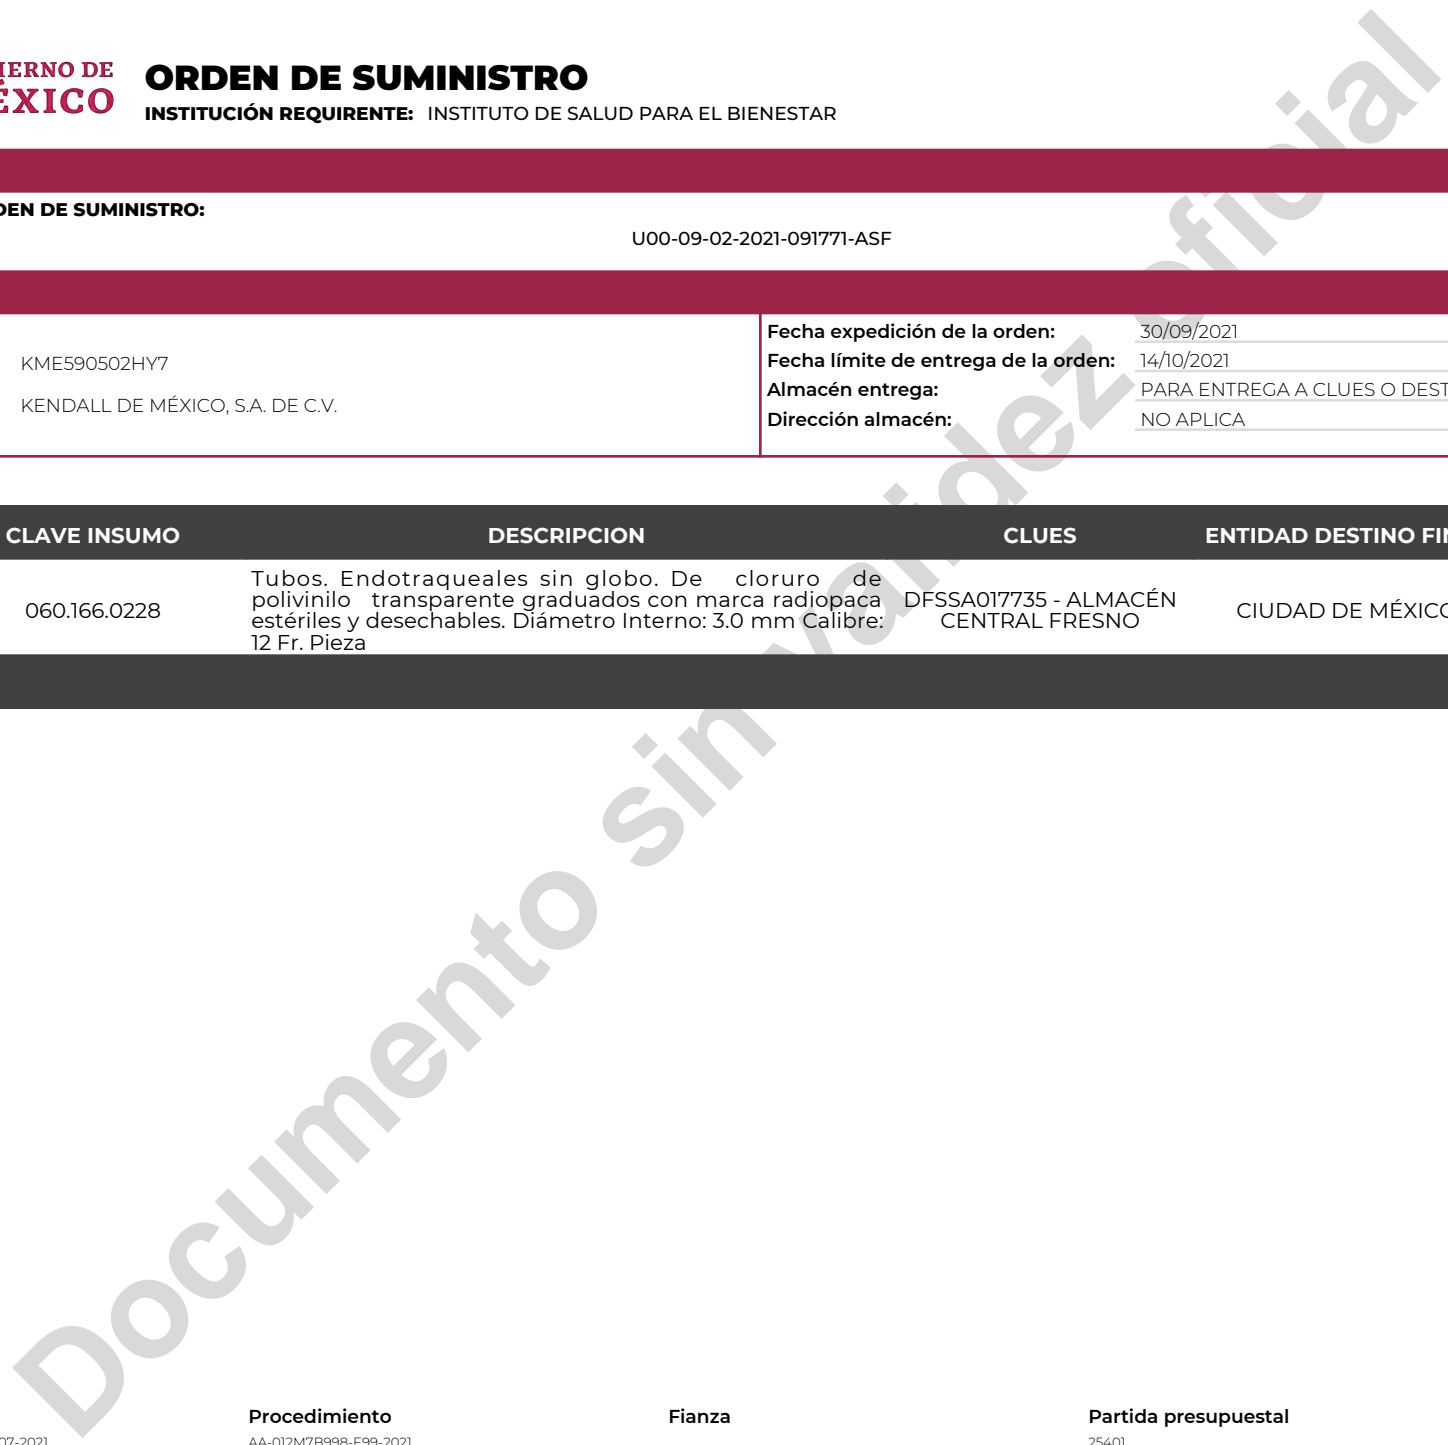 IERNO DE
ÉXICO
ORDEN DE SUMINISTRO
INSTITUCIÓN REQUIRENTE: INSTITUTO DE SALUD PARA EL BIENESTAR
DEN DE SUMINISTRO:
U00-09-02-2021-091771-ASF
KME590502HY7
KENDALL DE MÉXICO, S.A. DE C.V.
Fecha expedición de la orden: 30/09/2021
Fecha límite de entrega de la orden: 14/10/2021
Almacén entrega: PARA ENTREGA A CLUES O DEST
Dirección almacén: NO APLICA
CLAVE INSUMO DESCRIPCION CLUES ENTIDAD DESTINO FIN
060.166.0228
Tubos. Endotraqueales sin globo. De cloruro de
polivinilo transparente graduados con marca radiopaca
estériles y desechables. Diámetro Interno: 3.0 mm Calibre:
12 Fr. Pieza
DFSSA017735 - ALMACÉN
CENTRAL FRESNO
CIUDAD DE MÉXICO
Documento sin validez oficial
Procedimiento Fianza Partida presupuestal
07-2021 AA-012M7B998-E99-2021 25401